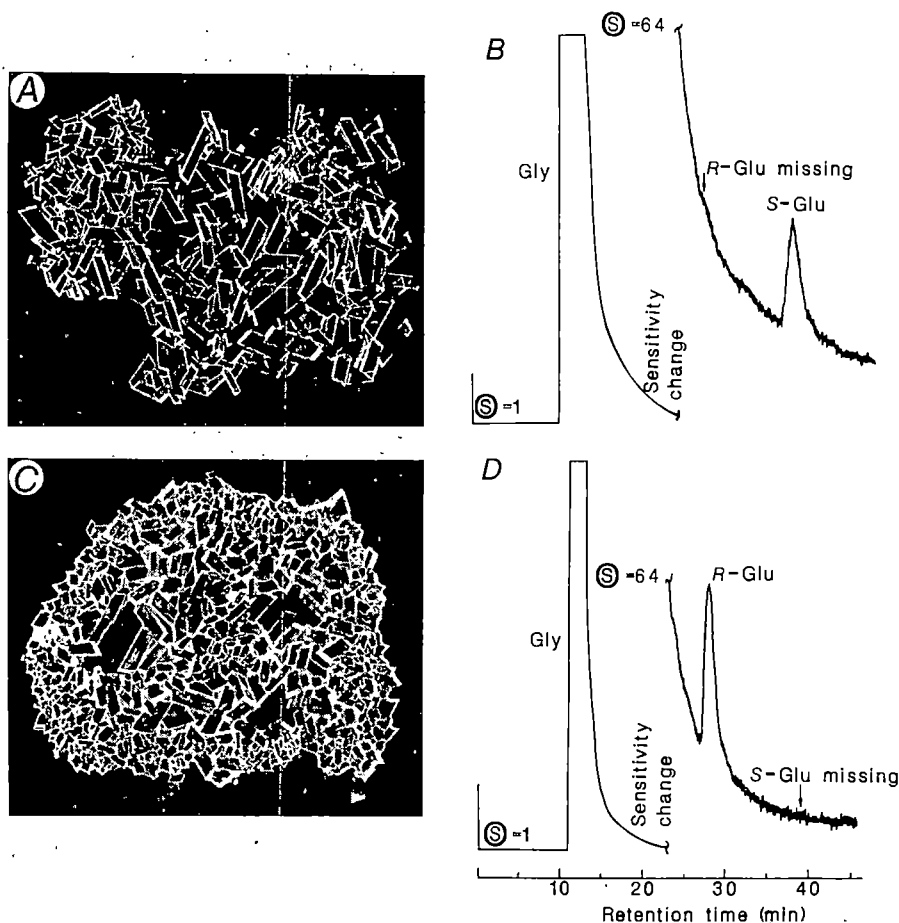 A
B
Ⓢ=64
Gly
R-Glu missing
S-Glu
Sensitivity
change
Ⓢ=1
C
D
Ⓢ=64
R-Glu
Gly
Sensitivity
change
S-Glu missing
Ⓢ=1
0 10 20 30 40
Retention time (min)